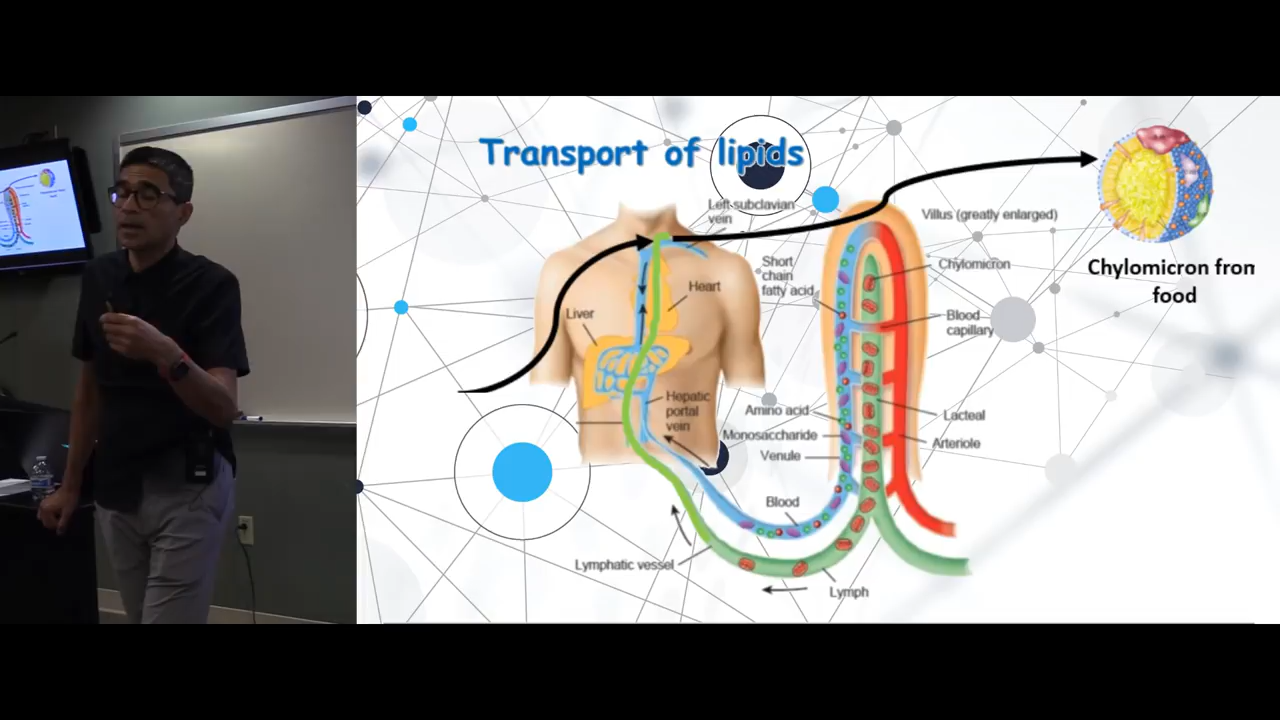 Transport of lipids
Left subclavian
vein
Villus (greatly enlarged)
Short
chain
fatty acid
Chylomicron
Chylomicron from
food
Heart
Liver
Blood
capillary
Hepatic
portal
vein
Amino acid
Lacteal
Monosaccharide
Arteriole
Venule
Blood
Lymphatic vessel
Lymph